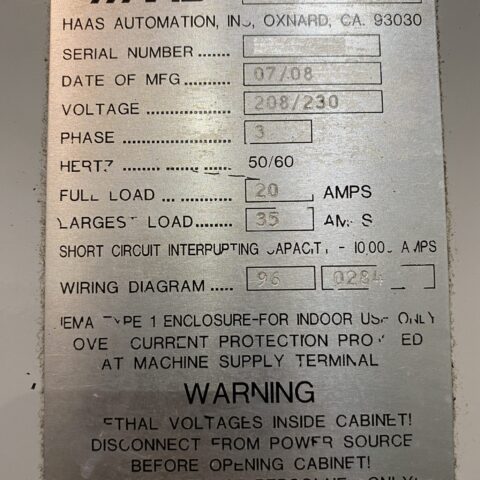 HAAS AUTOMATION, INC, OXNARD, CA. 93030
SERIAL NUMBER ......
DATE OF MFG .......... 07/08
VOLTAGE ................ 208/230
PHASE ................... 3
HERTZ .................... 50/60
FULL LOAD ... ........ 20 AMPS
LARGEST LOAD...... 35 AMPS
SHORT CIRCUIT INTERRUPTING CAPACITY - 10,000 AMPS
WIRING DIAGRAM ..... 96 0284
NEMA TYPE 1 ENCLOSURE-FOR INDOOR USE ONLY
OVER CURRENT PROTECTION PROVIDED
AT MACHINE SUPPLY TERMINAL
WARNING
LETHAL VOLTAGES INSIDE CABINET!
DISCONNECT FROM POWER SOURCE
BEFORE OPENING CABINET!
ONLY!